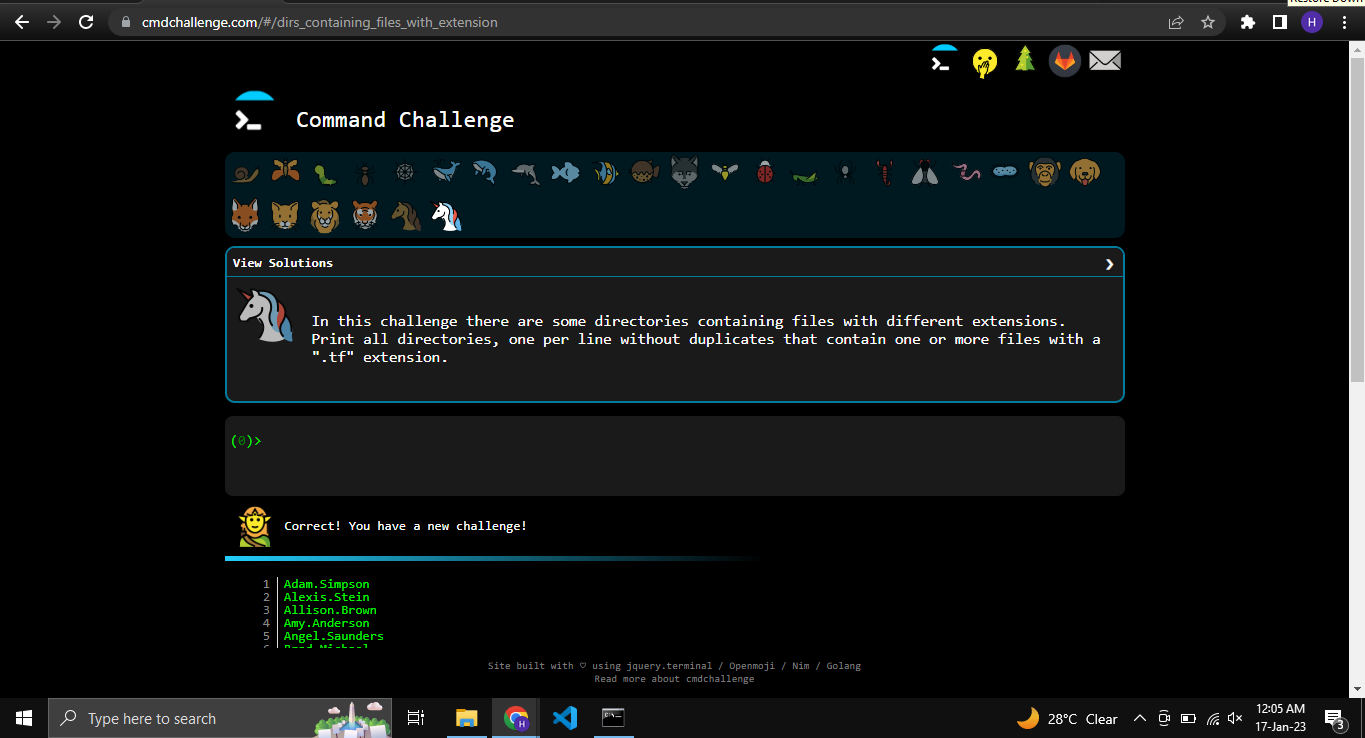 Restore Down
cmdchallenge.com/#/dirs_containing_files_with_extension
H
Command Challenge
View Solutions
In this challenge there are some directories containing files with different extensions.
Print all directories, one per line without duplicates that contain one or more files with a
".tf" extension.
(0)>
Correct! You have a new challenge!
1 Adam.Simpson
2 Alexis.Stein
3 Allison.Brown
4 Amy.Anderson
5 Angel.Saunders
6 Brad.Michael
Site built with ♡ using jquery.terminal / Openmoji / Nim / Golang
Read more about cmdchallenge
Type here to search
H
28°C Clear
12:05 AM
17-Jan-23
3